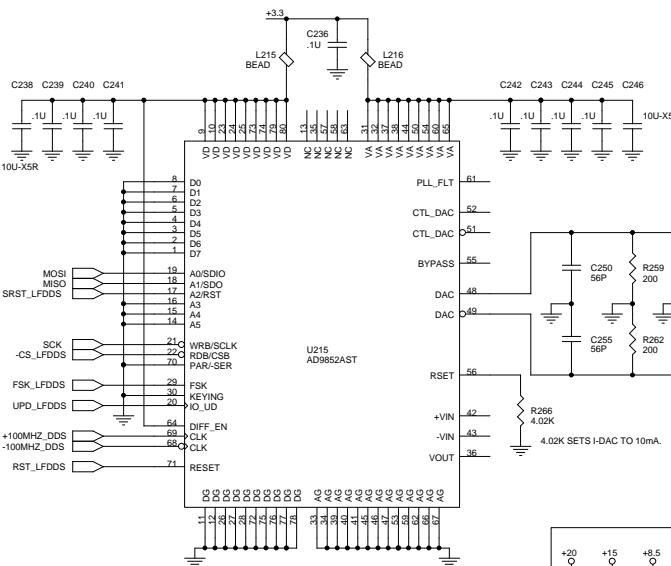 +3.3
C236
.1U
L215
BEAD
L216
BEAD
C238 C239 C240 C241
.1U .1U .1U
10U-X5R
C242 C243 C244 C245 C246
.1U .1U .1U .1U 10U-X5R
9 10 23 24 25 73 74 79 80
VD VD VD VD VD VD VD VD VD
13 35 57 58 63
NC NC NC NC NC
31 32 37 38 44 50 54 60 65
VA VA VA VA VA VA VA VA VA
8 D0
7 D1
6 D2
5 D3
4 D4
3 D5
2 D6
1 D7
MOSI 19 A0/SDIO
MISO 18 A1/SDO
SRST_LFDDS 17 A2/RST
16 A3
15 A4
14 A5
SCK 21 WRB/SCLK
-CS_LFDDS 22 RDB/CSB
70 PAR/-SER
FSK_LFDDS 29 FSK
30 KEYING
UPD_LFDDS 20 IO_UD
64 DIFF_EN
+100MHZ_DDS 69 CLK
-100MHZ_DDS 68 CLK
RST_LFDDS 71 RESET
U215
AD9852AST
PLL_FLT 61
CTL_DAC 52
CTL_DAC 51
BYPASS 55
DAC 48
DAC 49
RSET 56
+VIN 42
-VIN 43
VOUT 36
C250
56P
R259
200
C255
56P
R262
200
R266
4.02K
4.02K SETS I-DAC TO 10mA.
DG DG DG DG DG DG DG DG DG DG
11 12 26 27 28 72 75 76 77 78
AG AG AG AG AG AG AG AG AG AG AG AG AG
33 34 39 40 41 45 46 47 53 59 62 66 67
+20 +15 +8.5